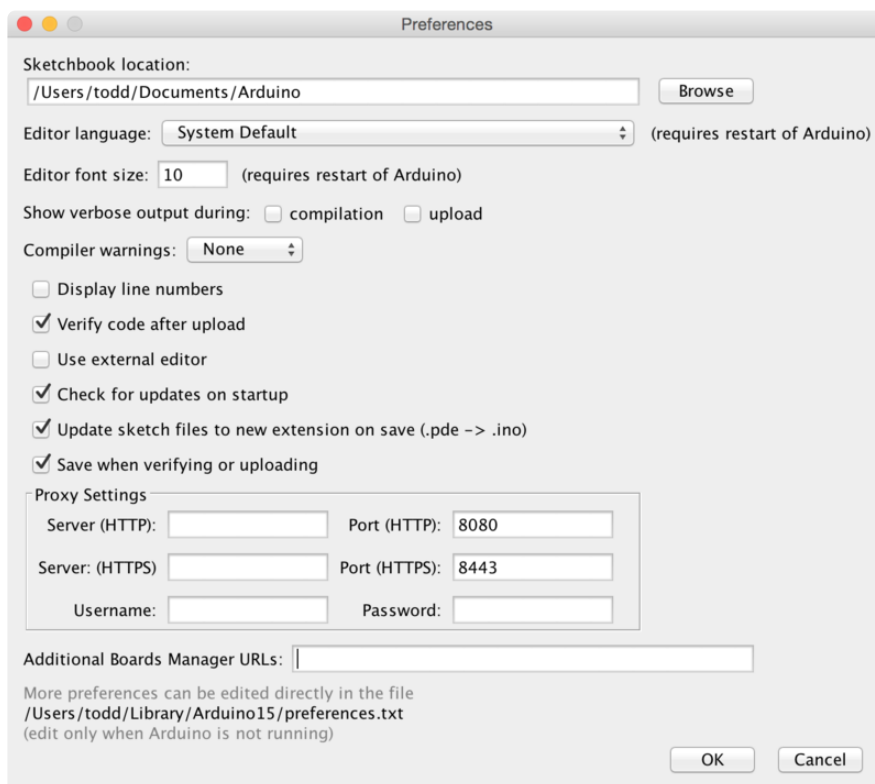 Preferences
Sketchbook location:
/Users/todd/Documents/Arduino Browse
Editor language: System Default (requires restart of Arduino)
Editor font size: 10 (requires restart of Arduino)
Show verbose output during: compilation upload
Compiler warnings: None
Display line numbers
Verify code after upload
Use external editor
Check for updates on startup
Update sketch files to new extension on save (.pde -> .ino)
Save when verifying or uploading
Proxy Settings
Server (HTTP): Port (HTTP): 8080
Server: (HTTPS) Port (HTTPS): 8443
Username: Password:
Additional Boards Manager URLs:
More preferences can be edited directly in the file
/Users/todd/Library/Arduino15/preferences.txt
(edit only when Arduino is not running)
OK Cancel